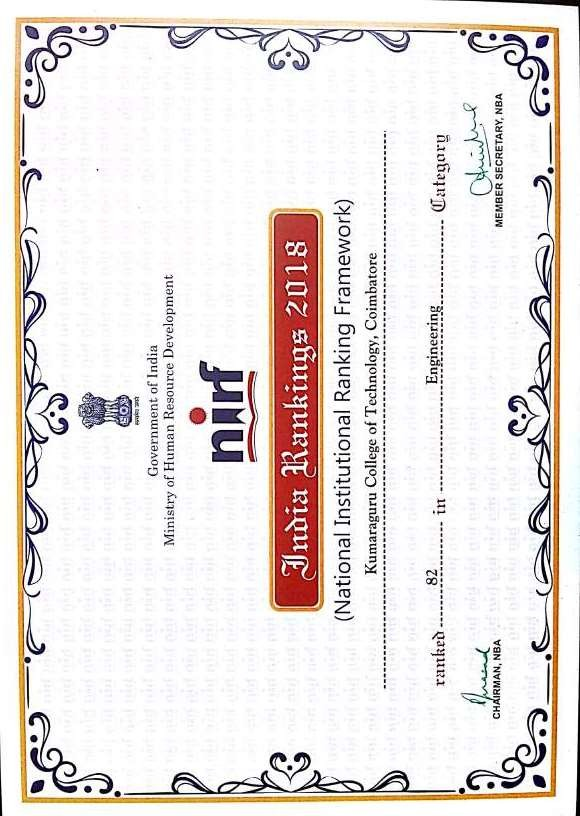 Government of India
Ministry of Human Resource Development
nirf
India Rankings 2018
(National Institutional Ranking Framework)
Kumaraguru College of Technology, Coimbatore
ranked 82 in Engineering Category
CHAIRMAN, NBA
MEMBER SECRETARY, NBA